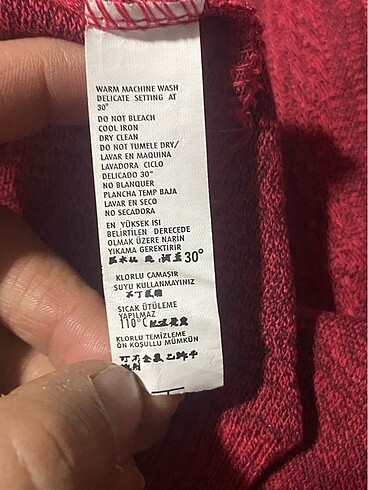 WARM MACHINE WASH
DELICATE SETTING AT
30°
DO NOT BLEACH
COOL IRON
DRY CLEAN
DO NOT TUMELE DRY/
LAVAR EN MAQUINA
LAVADORA CICLO
DELICADO 30°
NO BLANQUER
PLANCHA TEMP BAJA
LAVAR EN SECO
NO SECADORA
EN YÜKSEK ISI
BELİRTİLEN DERECEDE
OLMAK ÜZERE NARİN
YIKAMA GEREKTİRİR
30°
KLORLU ÇAMAŞIR
SUYU KULLANMAYINIZ
SICAK ÜTÜLEME
YAPILMAZ
110°C
KLORLU TEMİZLEME
ÖN KOŞULLU MÜMKÜN